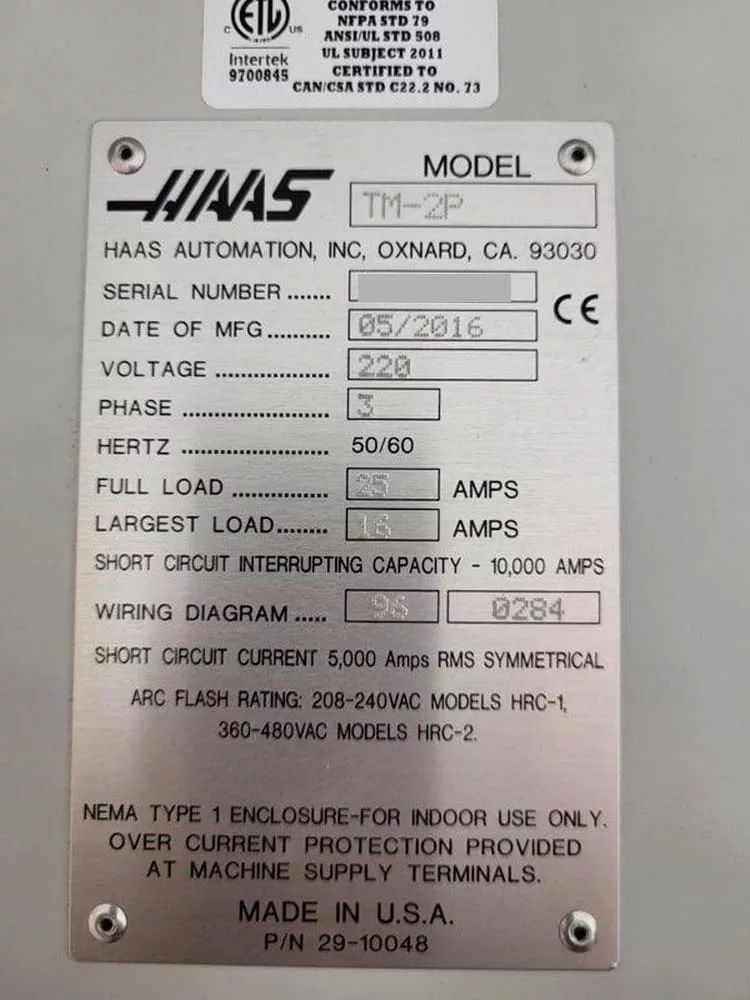 CONFORMS TO
ETL
NFPA STD 79
C US
ANSI/UL STD 508
Intertek
UL SUBJECT 2011
9700845
CERTIFIED TO
CAN/CSA STD C22.2 NO. 73
HAAS
MODEL
TM-2P
HAAS AUTOMATION, INC, OXNARD, CA. 93030
SERIAL NUMBER .......
CE
DATE OF MFG.......... 05/2016
VOLTAGE .................. 220
PHASE ....................... 3
HERTZ ....................... 50/60
FULL LOAD ............... 25 AMPS
LARGEST LOAD........ 16 AMPS
SHORT CIRCUIT INTERRUPTING CAPACITY - 10,000 AMPS
WIRING DIAGRAM ..... 96 0284
SHORT CIRCUIT CURRENT 5,000 Amps RMS SYMMETRICAL
ARC FLASH RATING: 208-240VAC MODELS HRC-1,
360-480VAC MODELS HRC-2.
NEMA TYPE 1 ENCLOSURE-FOR INDOOR USE ONLY.
OVER CURRENT PROTECTION PROVIDED
AT MACHINE SUPPLY TERMINALS.
MADE IN U.S.A.
P/N 29-10048